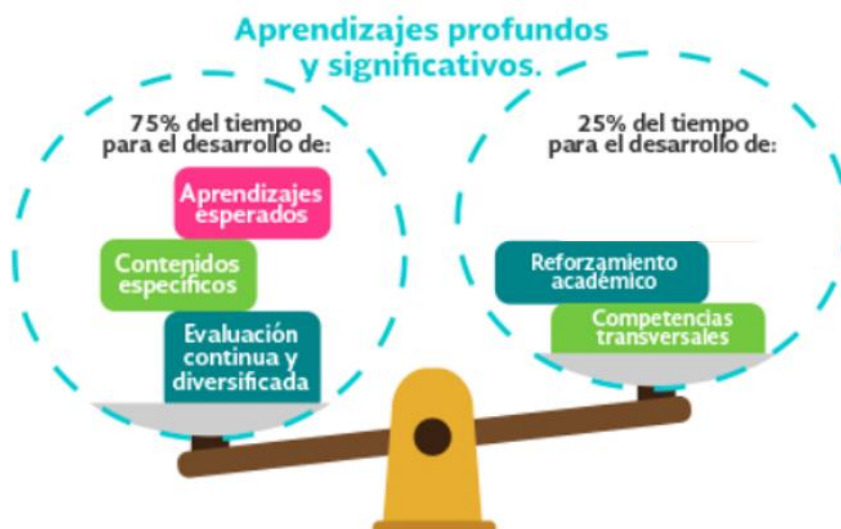 Aprendizajes profundos
y significativos.
75% del tiempo
para el desarrollo de:
Aprendizajes
esperados
Contenidos
específicos
Evaluación
continua y
diversificada
25% del tiempo
para el desarrollo de:
Reforzamiento
académico
Competencias
transversales